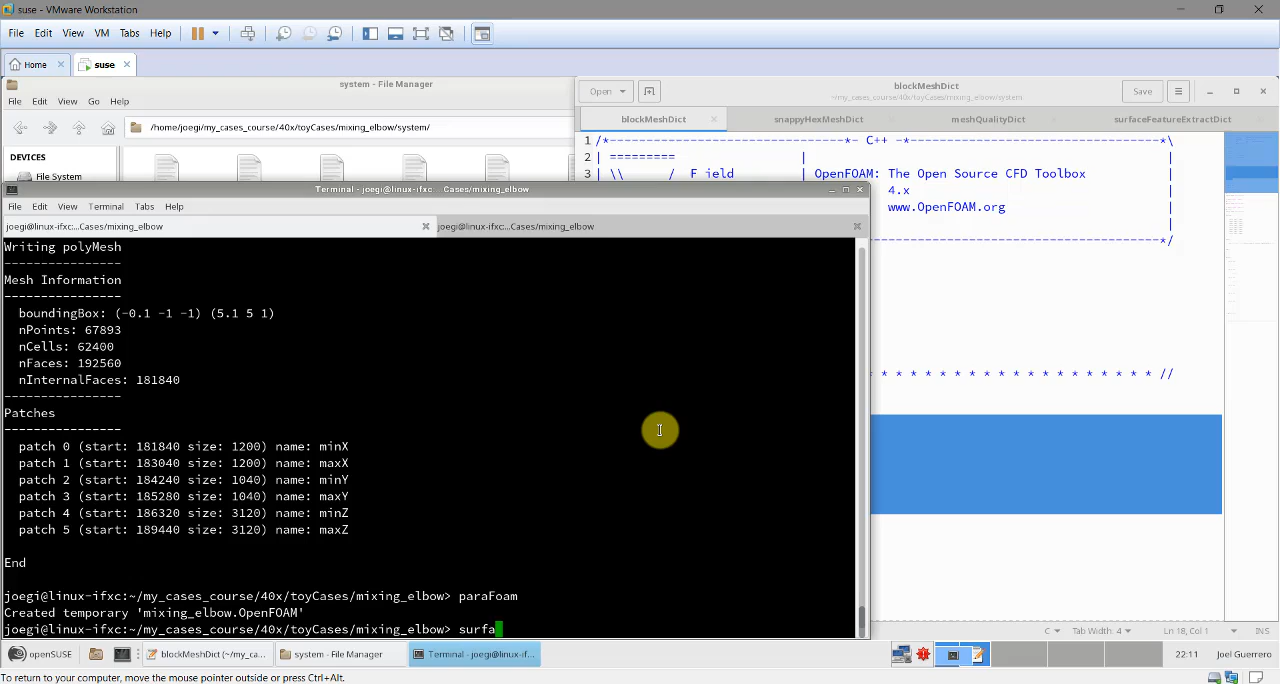 suse - VMware Workstation
File Edit View VM Tabs Help
Home
suse
system - File Manager
File Edit View Go Help
/home/joegi/my_cases_course/40x/toyCases/mixing_elbow/system/
DEVICES
File System
Open
blockMeshDict
~/my_cases_course/40x/toyCases/mixing_elbow/system
Save
blockMeshDict snappyHexMeshDict meshQualityDict surfaceFeatureExtractDict
1 /*--------------------------------*- C++ -*----------------------------------*\
2 | ========= |
3 | \\ / F ield | OpenFOAM: The Open Source CFD Toolbox
4.x
www.OpenFOAM.org
* * * * * * * * * * * * * * * * * * * //
Terminal - joegi@linux-ifxc:...Cases/mixing_elbow
File Edit View Terminal Tabs Help
joegi@linux-ifxc:...Cases/mixing_elbow
joegi@linux-ifxc:...Cases/mixing_elbow
Writing polyMesh
----------------
Mesh Information
----------------
boundingBox: (-0.1 -1 -1) (5.1 5 1)
nPoints: 67893
nCells: 62400
nFaces: 192560
nInternalFaces: 181840
----------------
Patches
----------------
patch 0 (start: 181840 size: 1200) name: minX
patch 1 (start: 183040 size: 1200) name: maxX
patch 2 (start: 184240 size: 1040) name: minY
patch 3 (start: 185280 size: 1040) name: maxY
patch 4 (start: 186320 size: 3120) name: minZ
patch 5 (start: 189440 size: 3120) name: maxZ
End
joegi@linux-ifxc:~/my_cases_course/40x/toyCases/mixing_elbow> paraFoam
Created temporary 'mixing_elbow.OpenFOAM'
joegi@linux-ifxc:~/my_cases_course/40x/toyCases/mixing_elbow> surfa
C Tab Width: 4 Ln 18, Col 1 INS
openSUSE
blockMeshDict (~/my_ca...
system - File Manager
Terminal - joegi@linux-if...
22:11
Joel Guerrero
To return to your computer, move the mouse pointer outside or press Ctrl+Alt.